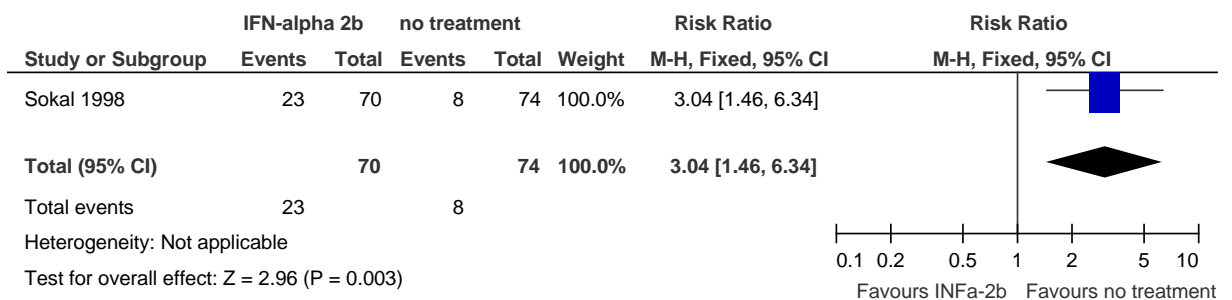 IFN-alpha 2b no treatment Risk Ratio Risk Ratio
Study or Subgroup Events Total Events Total Weight M-H, Fixed, 95% CI M-H, Fixed, 95% CI
Sokal 1998 23 70 8 74 100.0% 3.04 [1.46, 6.34]
Total (95% CI) 70 74 100.0% 3.04 [1.46, 6.34]
Total events 23 8
Heterogeneity: Not applicable
Test for overall effect: Z = 2.96 (P = 0.003)
0.1 0.2 0.5 1 2 5 10
Favours INFa-2b Favours no treatment